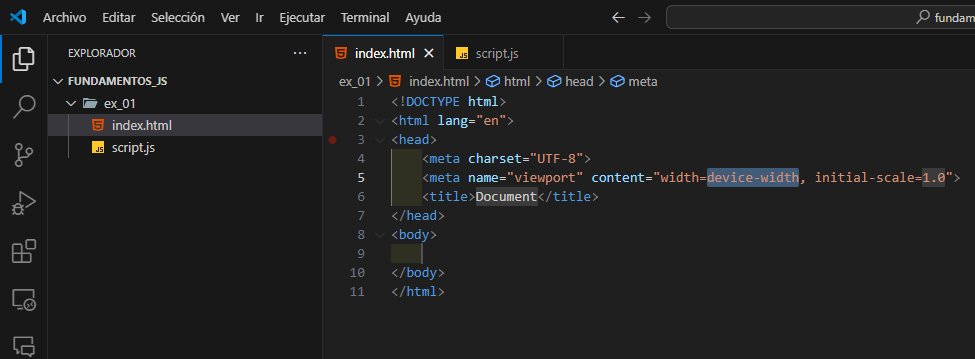 Archivo Editar Selección Ver Ir Ejecutar Terminal Ayuda
fundam
EXPLORADOR
FUNDAMENTOS_JS
ex_01
index.html
JS script.js
index.html JS script.js
ex_01 > index.html > html > head > meta
1 <!DOCTYPE html>
2 <html lang="en">
3 <head>
4 <meta charset="UTF-8">
5 <meta name="viewport" content="width=device-width, initial-scale=1.0">
6 <title>Document</title>
7 </head>
8 <body>
9
10 </body>
11 </html>